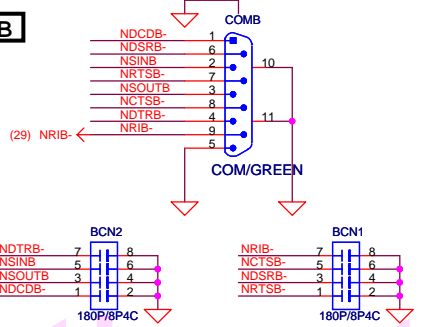 B
COMB
NDCDB- 1
NDSRB- 6
NSINB 2 10
NRTSB- 7
NSOUTB 3
NCTSB- 8
NDTRB- 4 11
(29) NRIB- NRIB- 9
5
COM/GREEN
BCN2 BCN1
NDTRB- 7 8 NRIB- 7 8
NSINB 5 6 NCTSB- 5 6
NSOUTB 3 4 NDSRB- 3 4
NDCDB- 1 2 NRTSB- 1 2
180P/8P4C 180P/8P4C